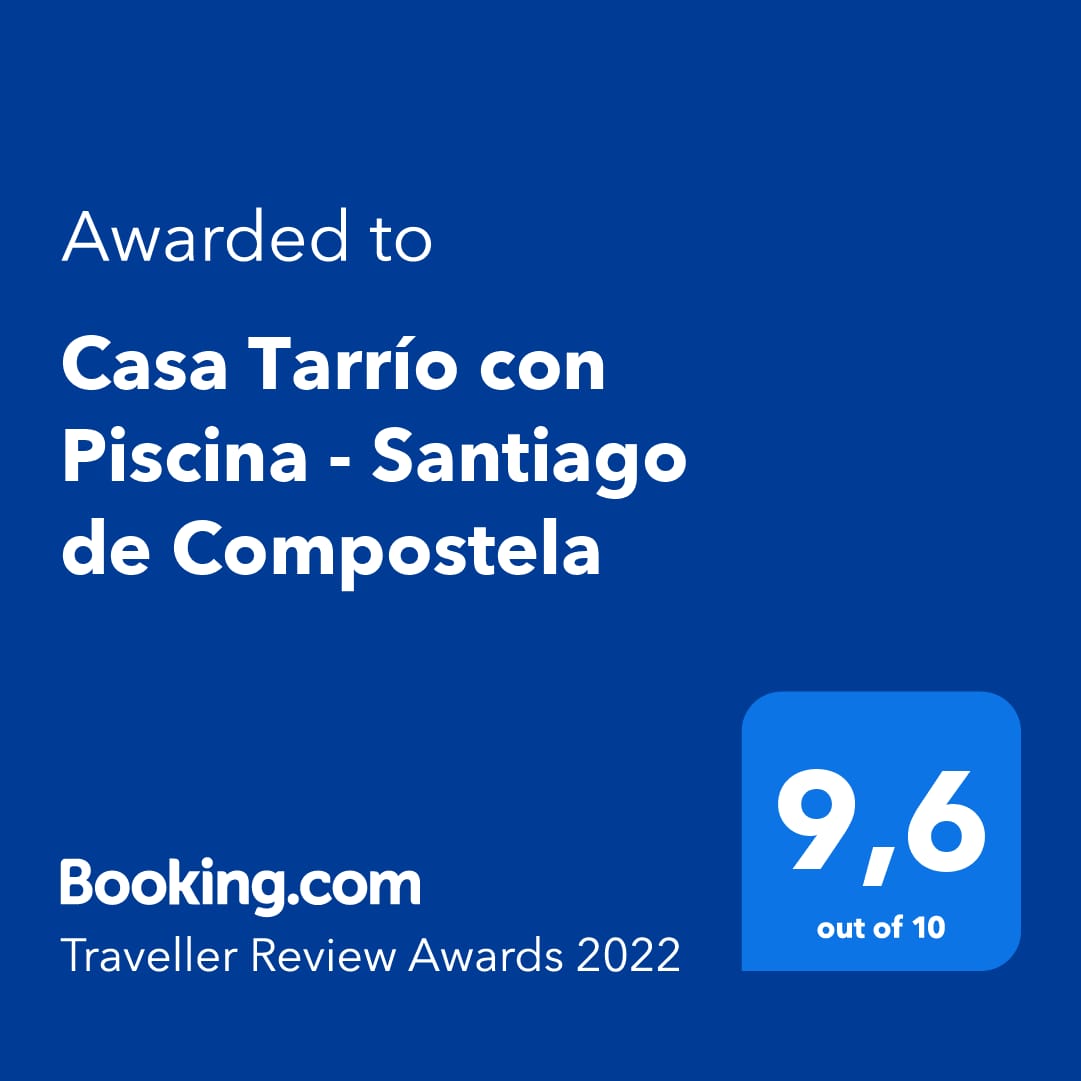 Awarded to
Casa Tarrío con
Piscina - Santiago
de Compostela
9,6
out of 10
Booking.com
Traveller Review Awards 2022